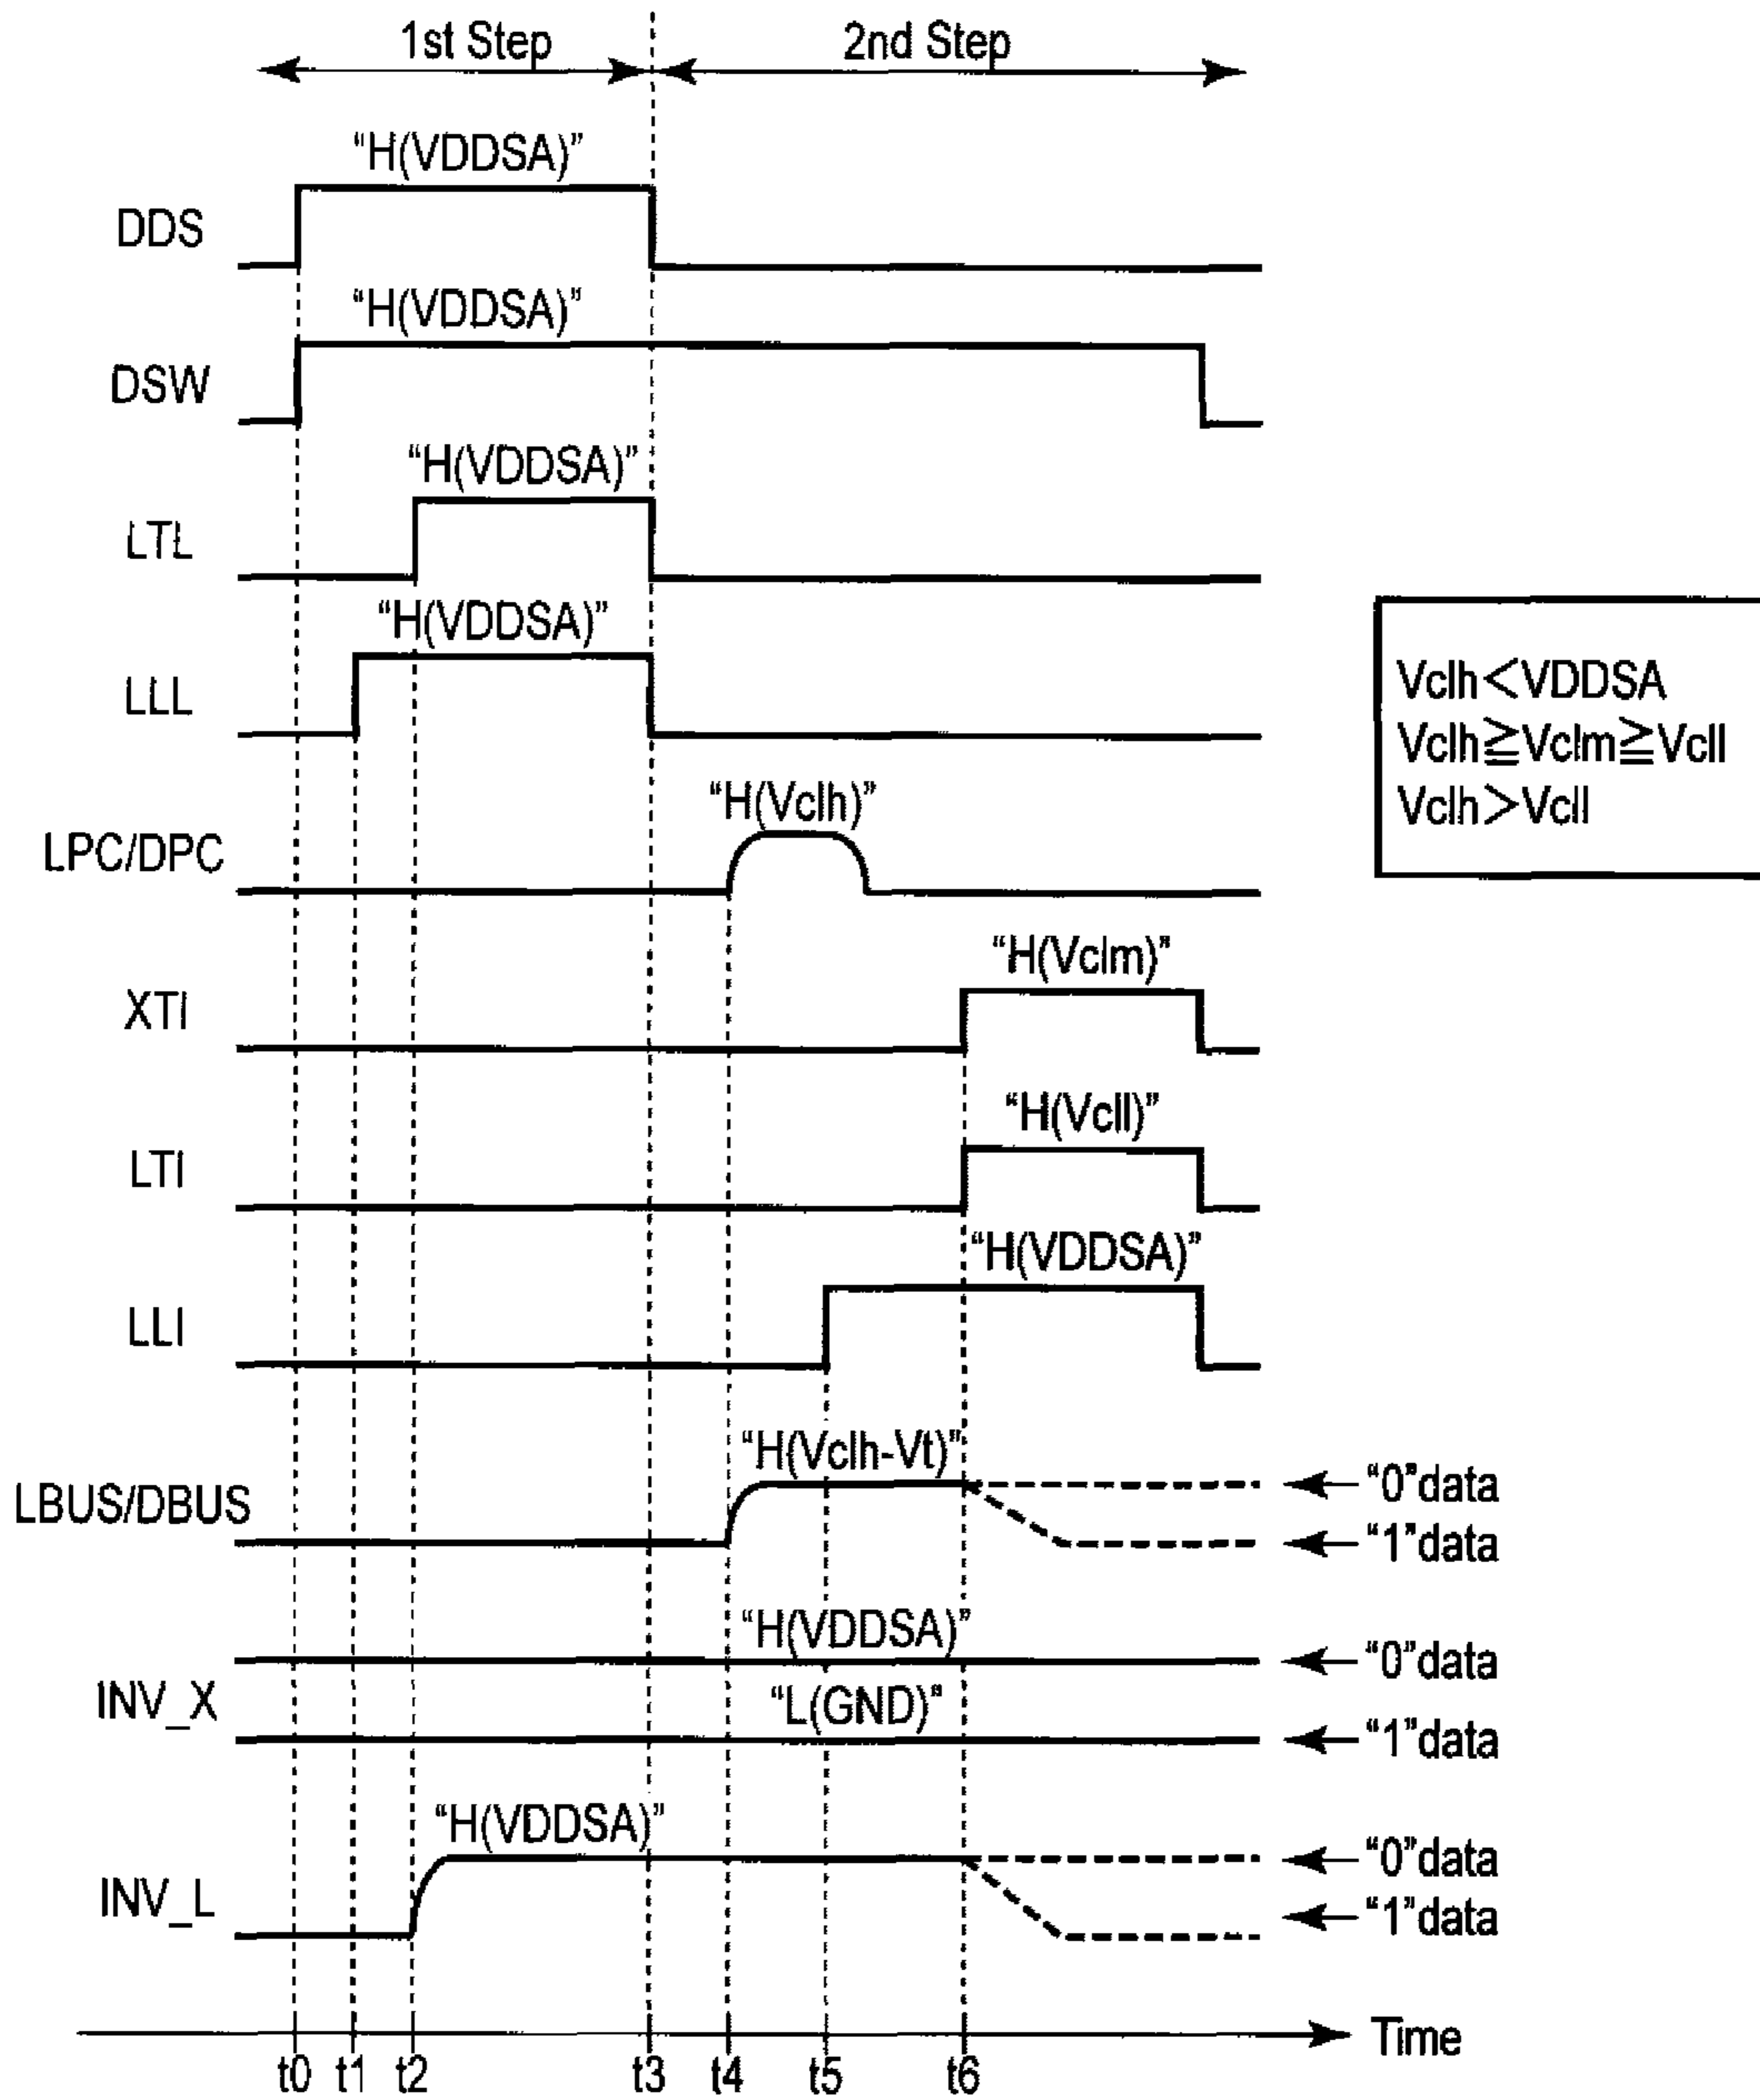 1st Step
2nd Step
“H(VDDSA)”
DDS
“H(VDDSA)”
DSW
“H(VDDSA)”
LTL
“H(VDDSA)”
LLL
Vclh<VDDSA
Vclh≧Vclm≧Vcll
Vclh>Vcll
“H(Vclh)”
LPC/DPC
“H(Vclm)”
XTI
“H(Vcll)”
LTI
“H(VDDSA)”
LLI
“H(Vclh-Vt)”
LBUS/DBUS
“0”data
“1”data
“H(VDDSA)”
“0”data
INV_X
“L(GND)”
“1”data
“H(VDDSA)”
“0”data
INV_L
“1”data
Time
t0 t1 t2 t3 t4 t5 t6